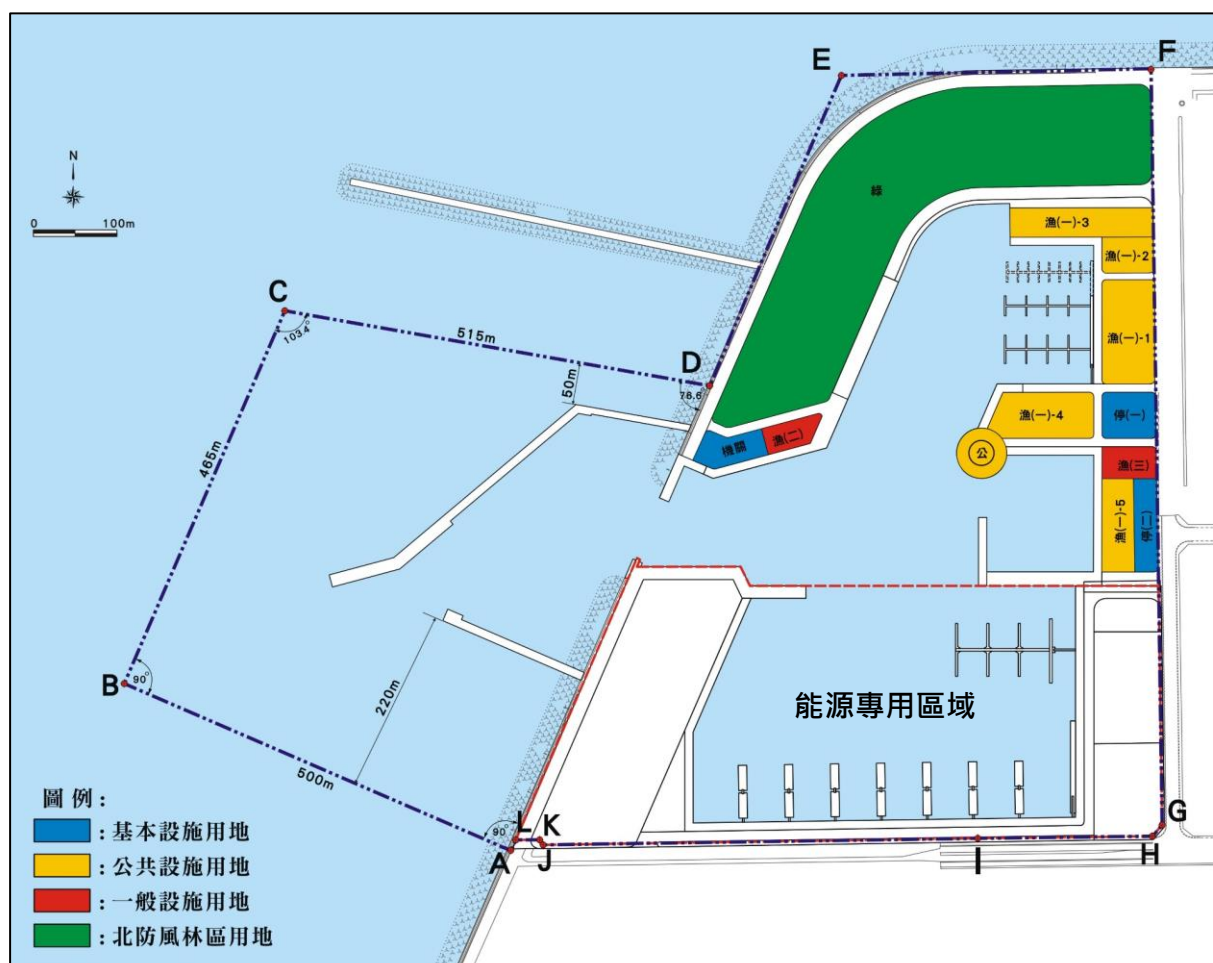 E
F
N
0 100m
綠
漁(一)-3
漁(一)-2
漁(一)-1
C
103.4°
515m
50m
D
76.6°
漁(一)-4
停(一)
機關
漁(二)
公
漁(三)
漁(一)-5
停(二)
465m
B
90°
220m
500m
能源專用區域
圖例：
：基本設施用地
：公共設施用地
：一般設施用地
：北防風林區用地
90°
L
K
A
J
I
G
H